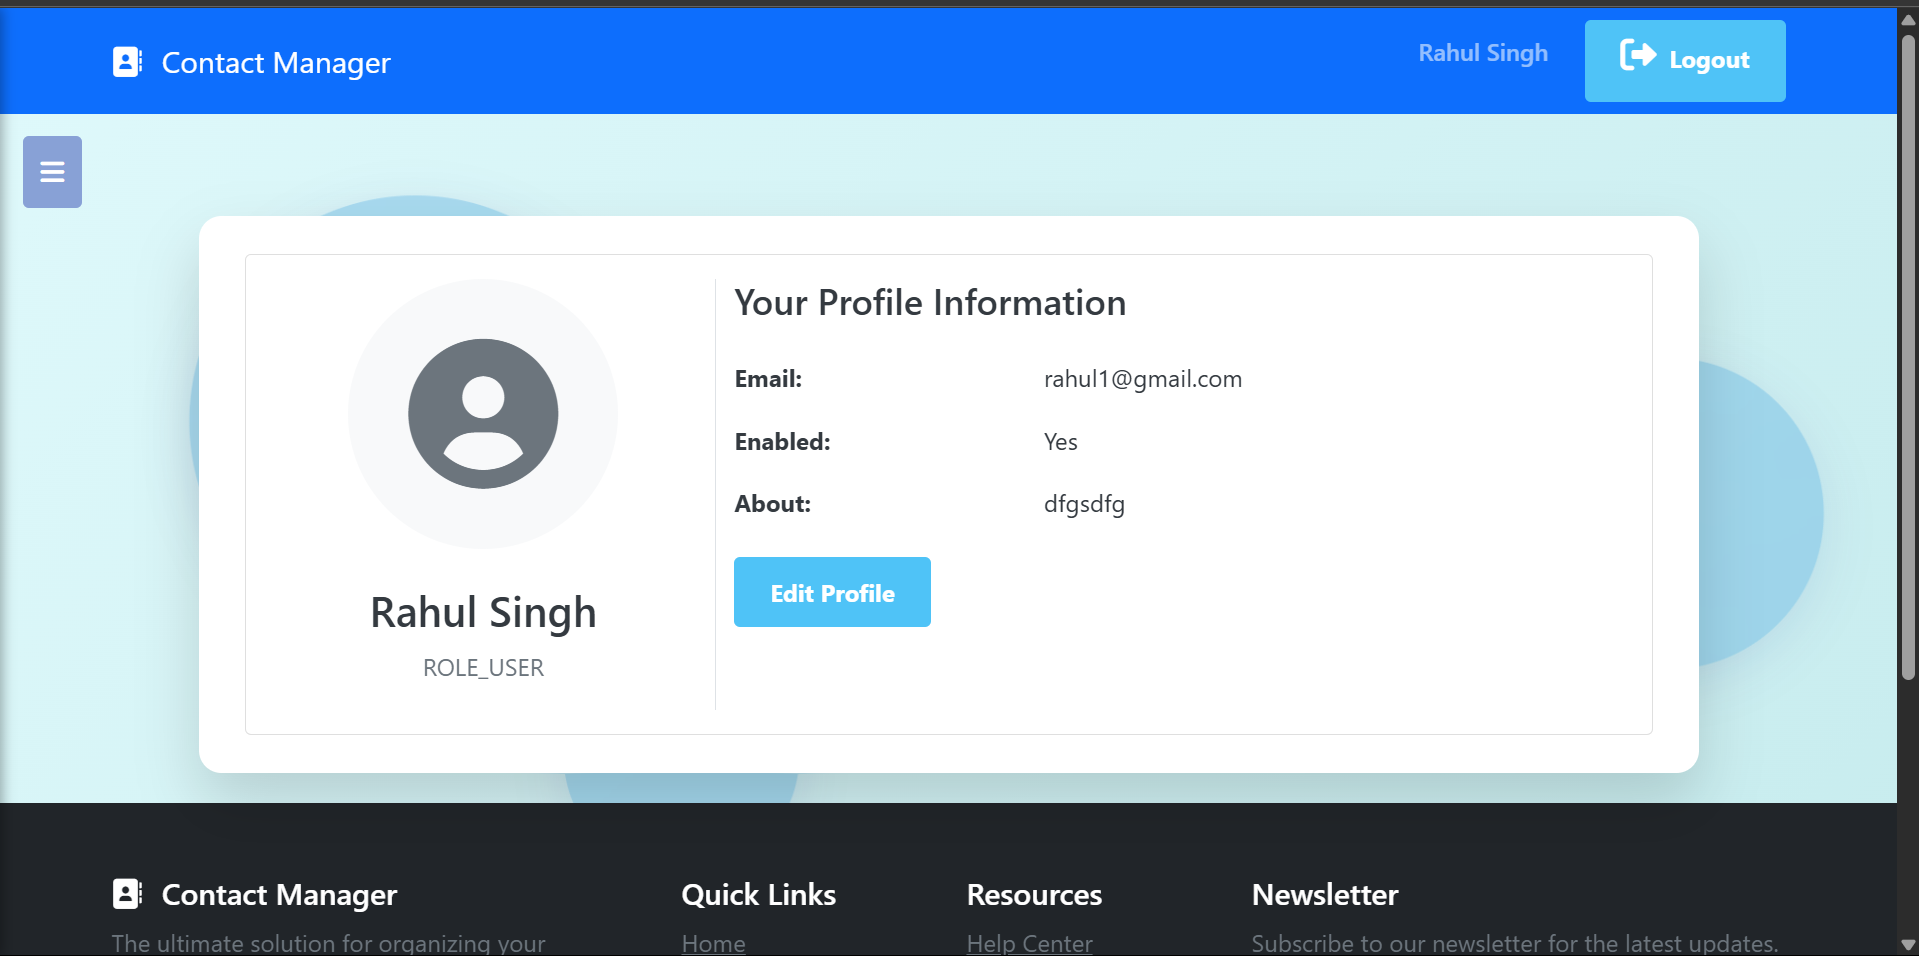 Contact Manager
Rahul Singh
Logout
Your Profile Information
Email: rahul1@gmail.com
Enabled: Yes
About: dfgsdfg
Edit Profile
Rahul Singh
ROLE_USER
Contact Manager
The ultimate solution for organizing your
Quick Links
Home
Resources
Help Center
Newsletter
Subscribe to our newsletter for the latest updates.